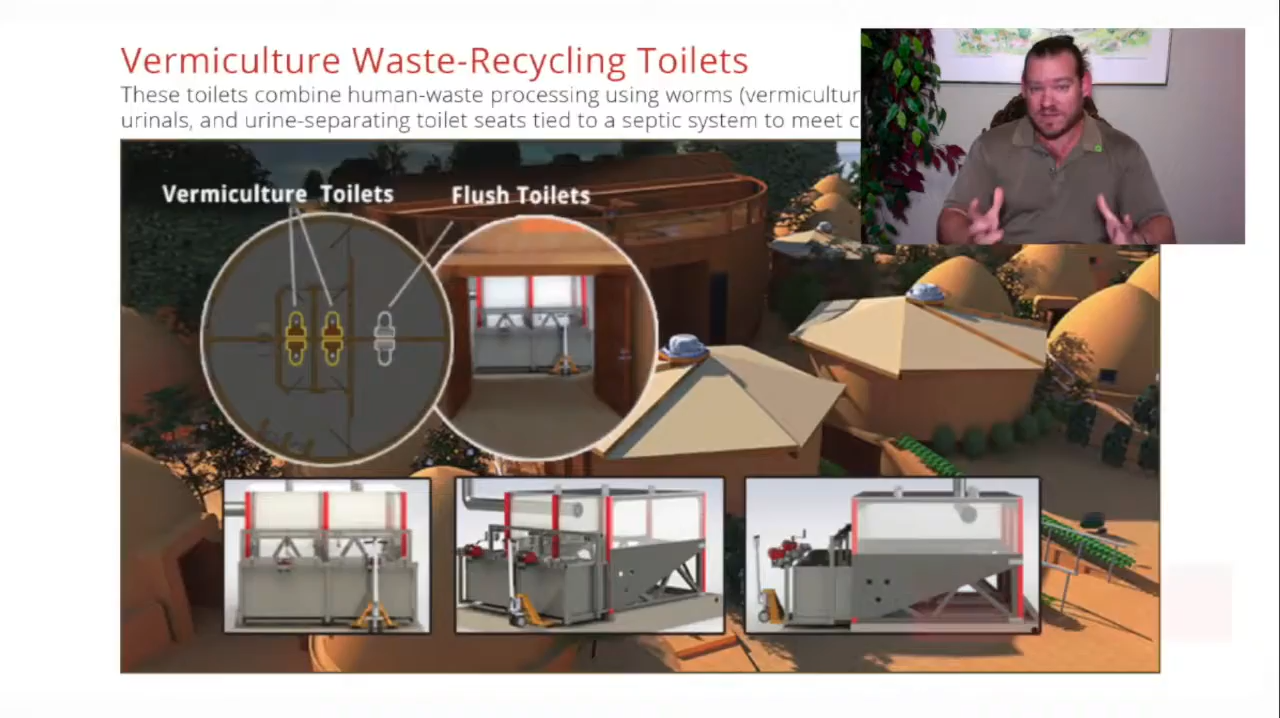 Vermiculture Waste-Recycling Toilets
These toilets combine human-waste processing using worms (vermicultur
urinals, and urine-separating toilet seats tied to a septic system to meet c
Vermiculture Toilets
Flush Toilets